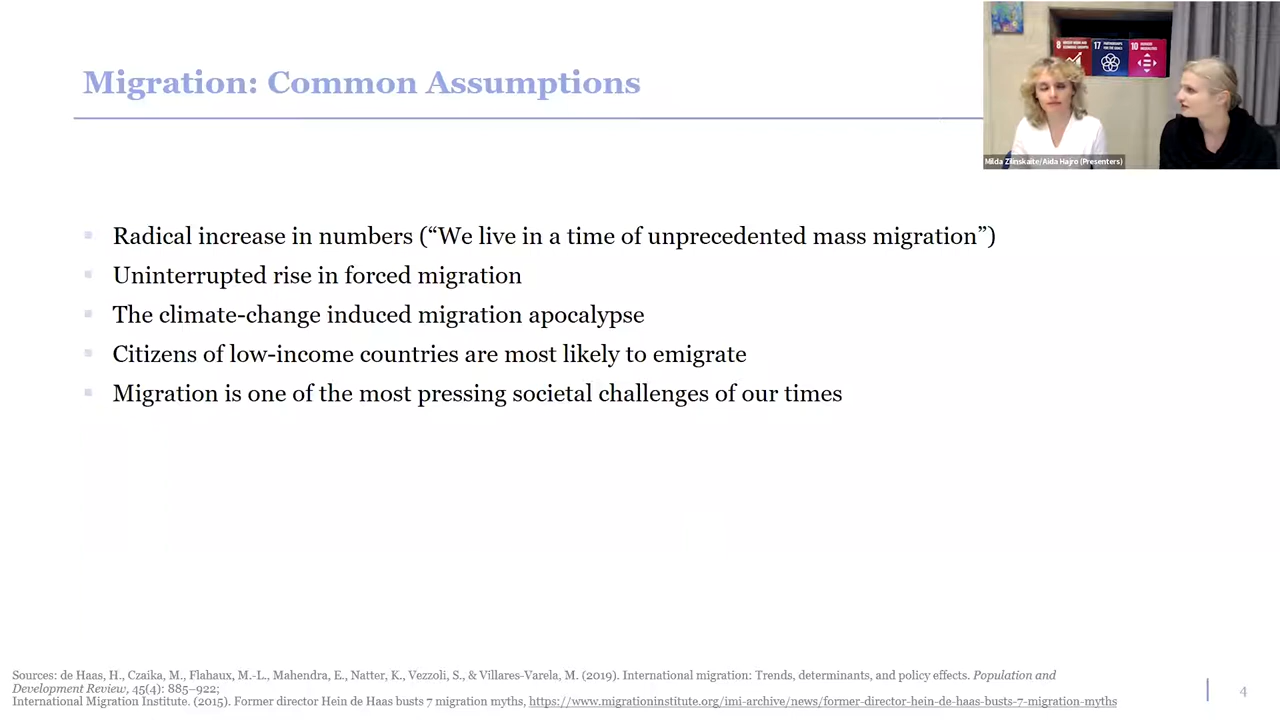 Migration: Common Assumptions
8
17
10
Milda Zilinskaite/Aida Hajro (Presenters)
Radical increase in numbers (“We live in a time of unprecedented mass migration”)
Uninterrupted rise in forced migration
The climate-change induced migration apocalypse
Citizens of low-income countries are most likely to emigrate
Migration is one of the most pressing societal challenges of our times
Sources: de Haas, H., Czaika, M., Flahaux, M.-L., Mahendra, E., Natter, K., Vezzoli, S., & Villares-Varela, M. (2019). International migration: Trends, determinants, and policy effects. Population and
Development Review, 45(4): 885–922;
International Migration Institute. (2015). Former director Hein de Haas busts 7 migration myths, https://www.migrationinstitute.org/imi-archive/news/former-director-hein-de-haas-busts-7-migration-myths
4